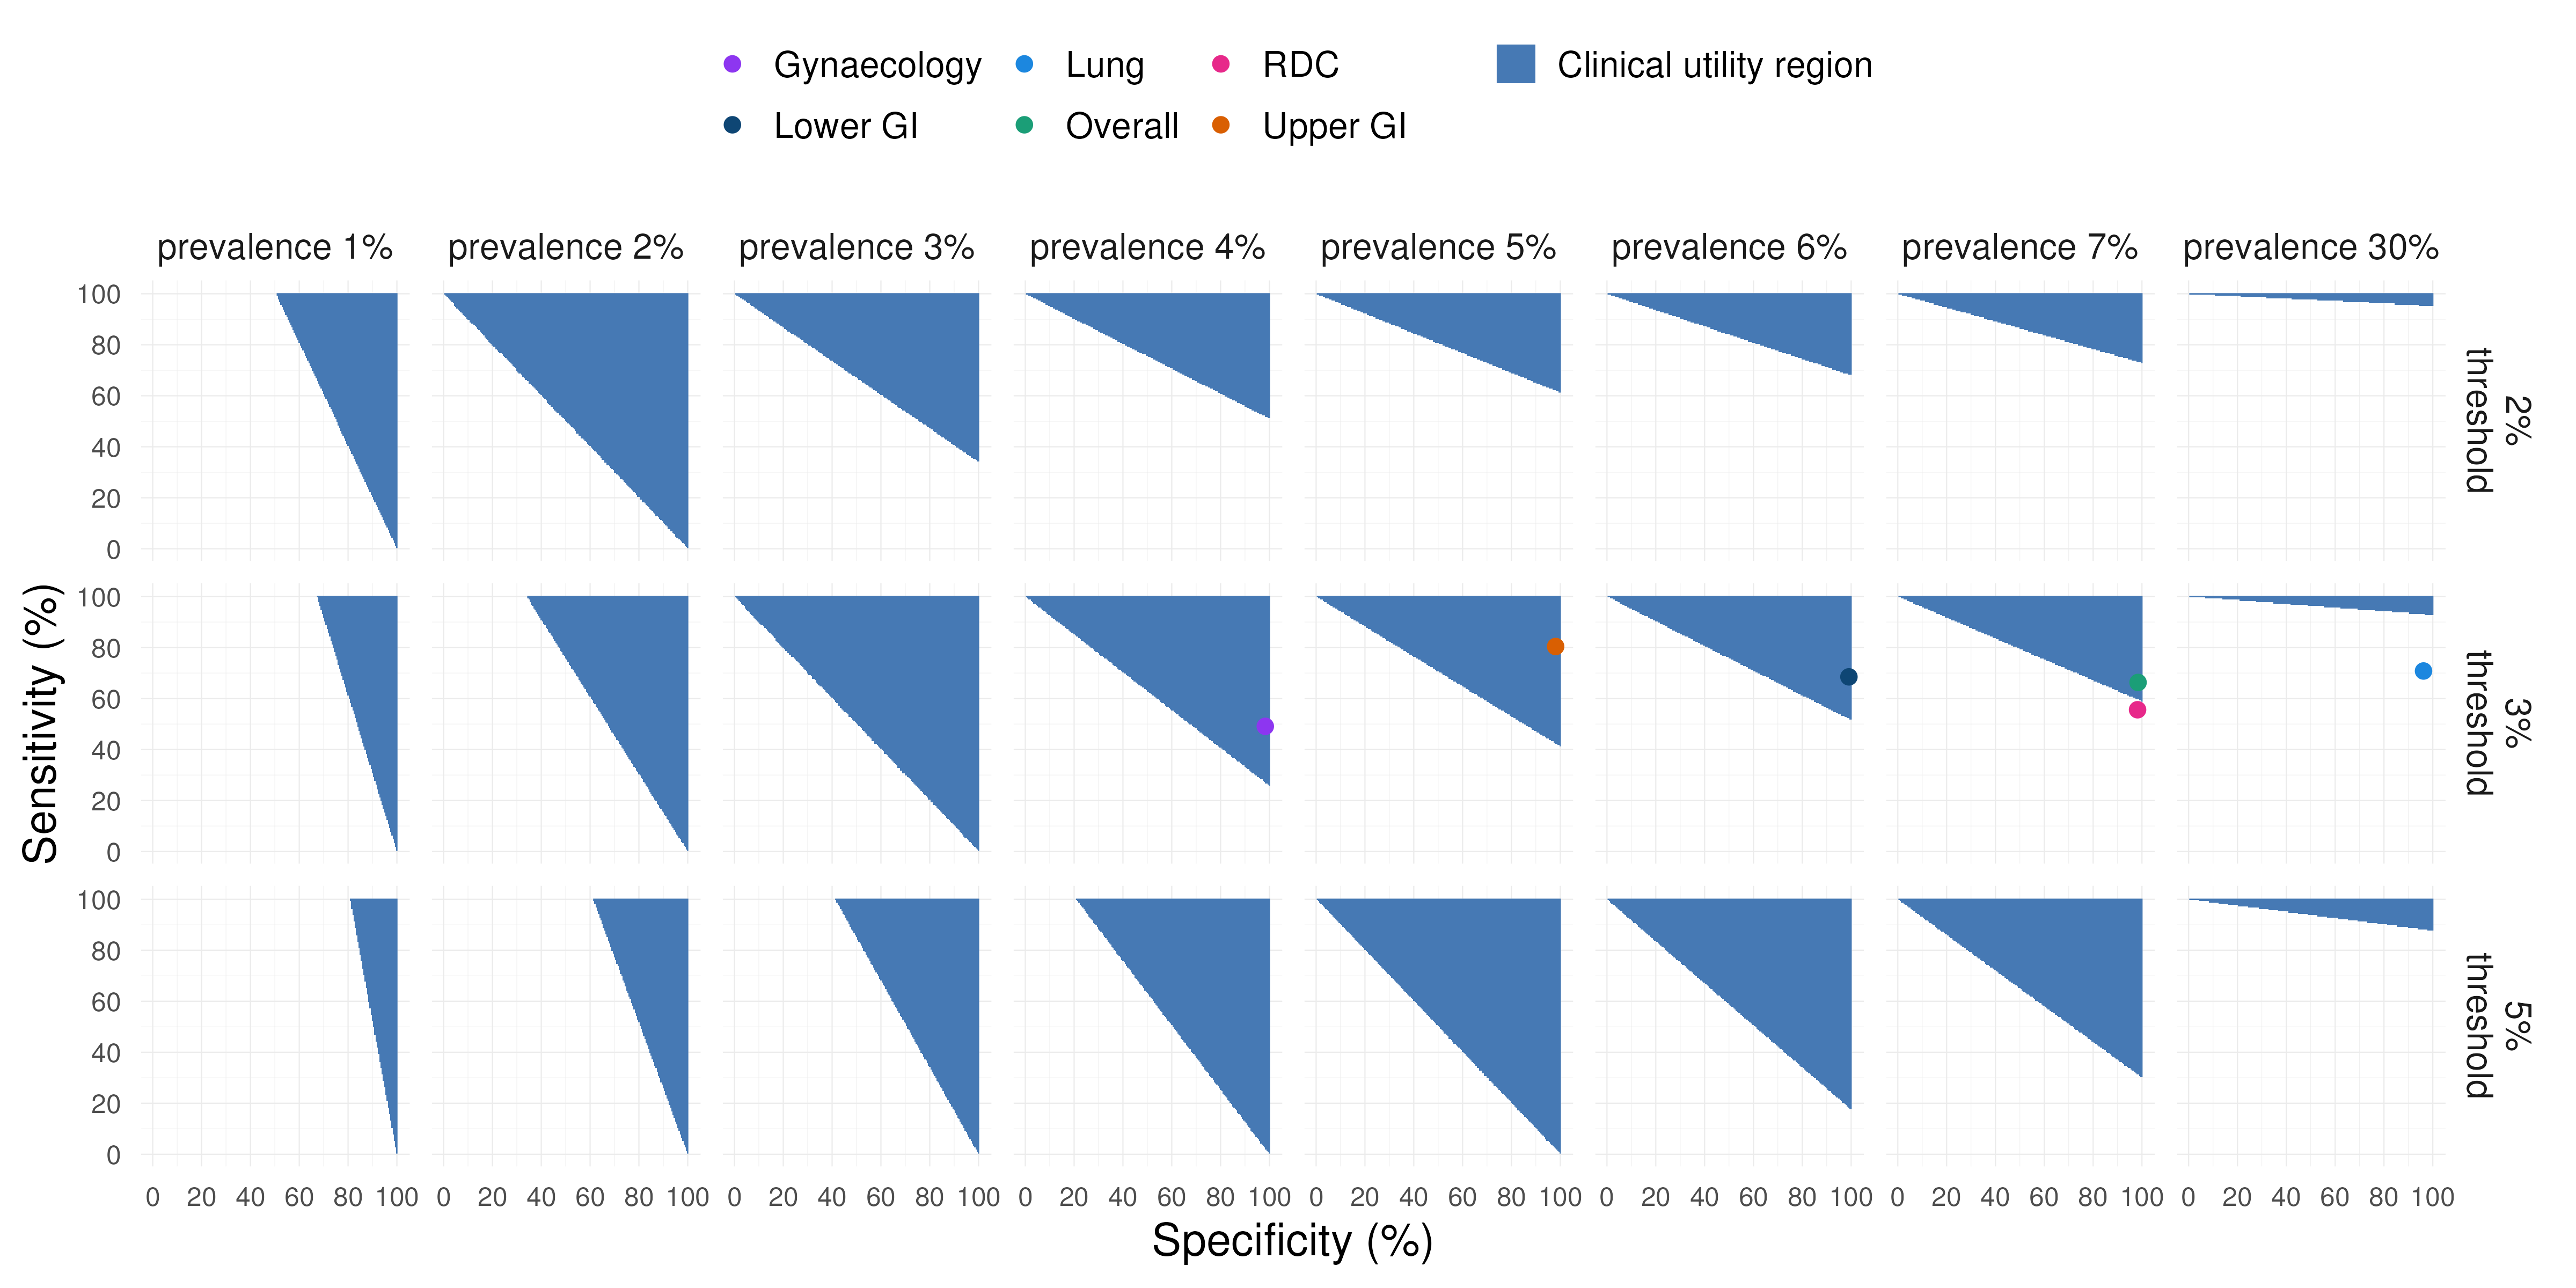 Gynaecology Lung RDC Clinical utility region
Lower GI Overall Upper GI
prevalence 1% prevalence 2% prevalence 3% prevalence 4% prevalence 5% prevalence 6% prevalence 7% prevalence 30%
100
80
60
40
20
0
2%
threshold
100
80
60
40
20
0
3%
threshold
100
80
60
40
20
0
5%
threshold
Sensitivity (%)
0 20 40 60 80 100 0 20 40 60 80 100 0 20 40 60 80 100 0 20 40 60 80 100 0 20 40 60 80 100 0 20 40 60 80 100 0 20 40 60 80 100 0 20 40 60 80 100
Specificity (%)